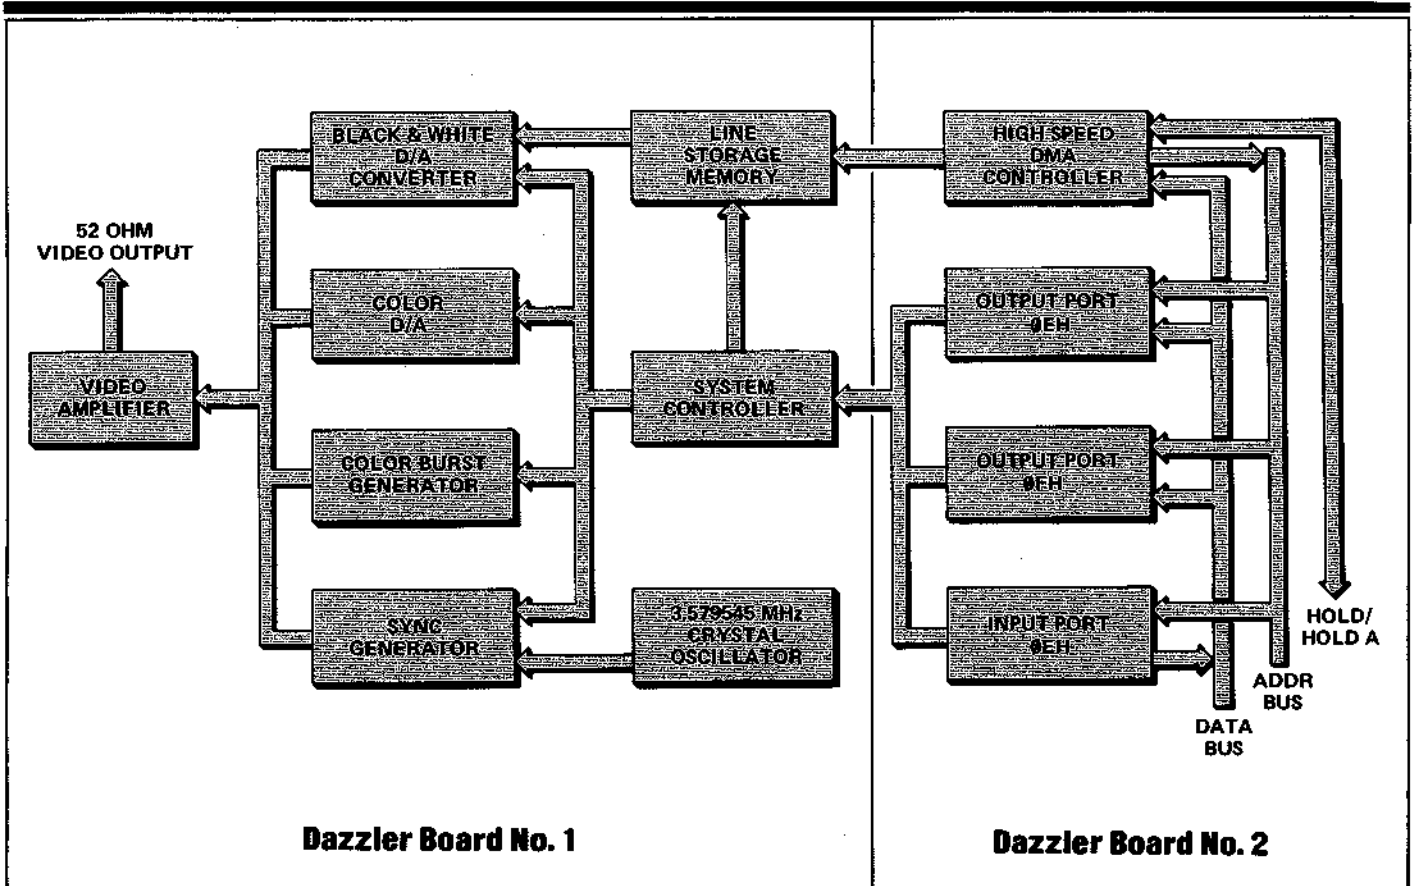 BLACK & WHITE
D/A
CONVERTER
LINE
STORAGE
MEMORY
HIGH SPEED
DMA
CONTROLLER
52 OHM
VIDEO OUTPUT
COLOR
D/A
OUTPUT PORT
0EH
VIDEO
AMPLIFIER
SYSTEM
CONTROLLER
COLOR BURST
GENERATOR
OUTPUT PORT
0FH
SYNC
GENERATOR
3.579545 MHz
CRYSTAL
OSCILLATOR
INPUT PORT
0EH
HOLD/
HOLD A
ADDR
BUS
DATA
BUS
Dazzler Board No. 1
Dazzler Board No. 2